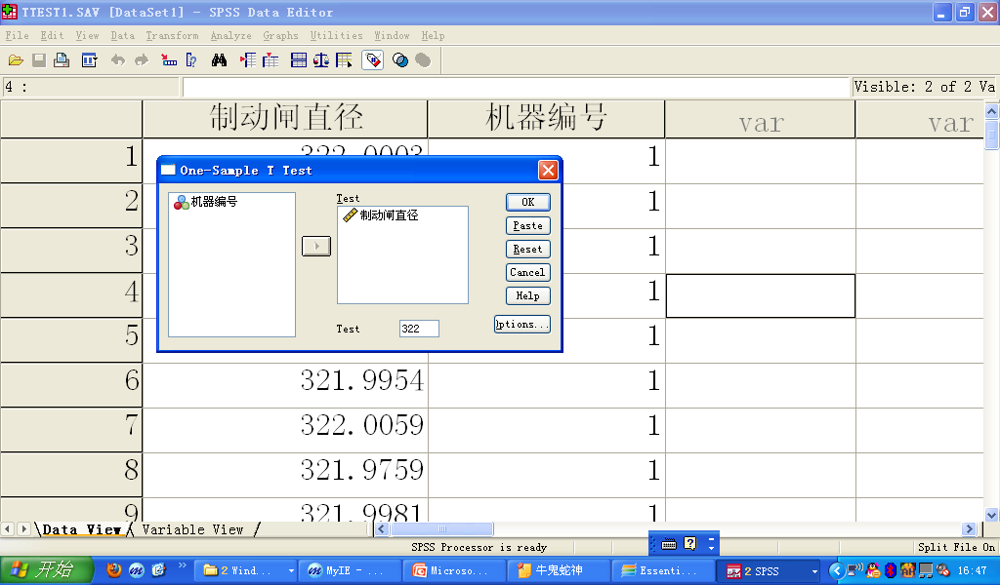 TTEST1.SAV [DataSet1] - SPSS Data Editor
File Edit View Data Transform Analyze Graphs Utilities Window Help
4 :
Visible: 2 of 2 Va
制动闸直径 机器编号 var var
1 322.0003 1
2 1
3 1
4 1
5 1
6 321.9954 1
7 322.0059 1
8 321.9759 1
9 321.9981 1
One-Sample T Test
机器编号
Test
制动闸直径
OK
Paste
Reset
Cancel
Help
Test 322
ptions...
Data View Variable View
SPSS Processor is ready
Split File On
开始
2 Wind...
MyIE - ...
Microso...
牛鬼蛇神
Essenti...
2 SPSS
16:47